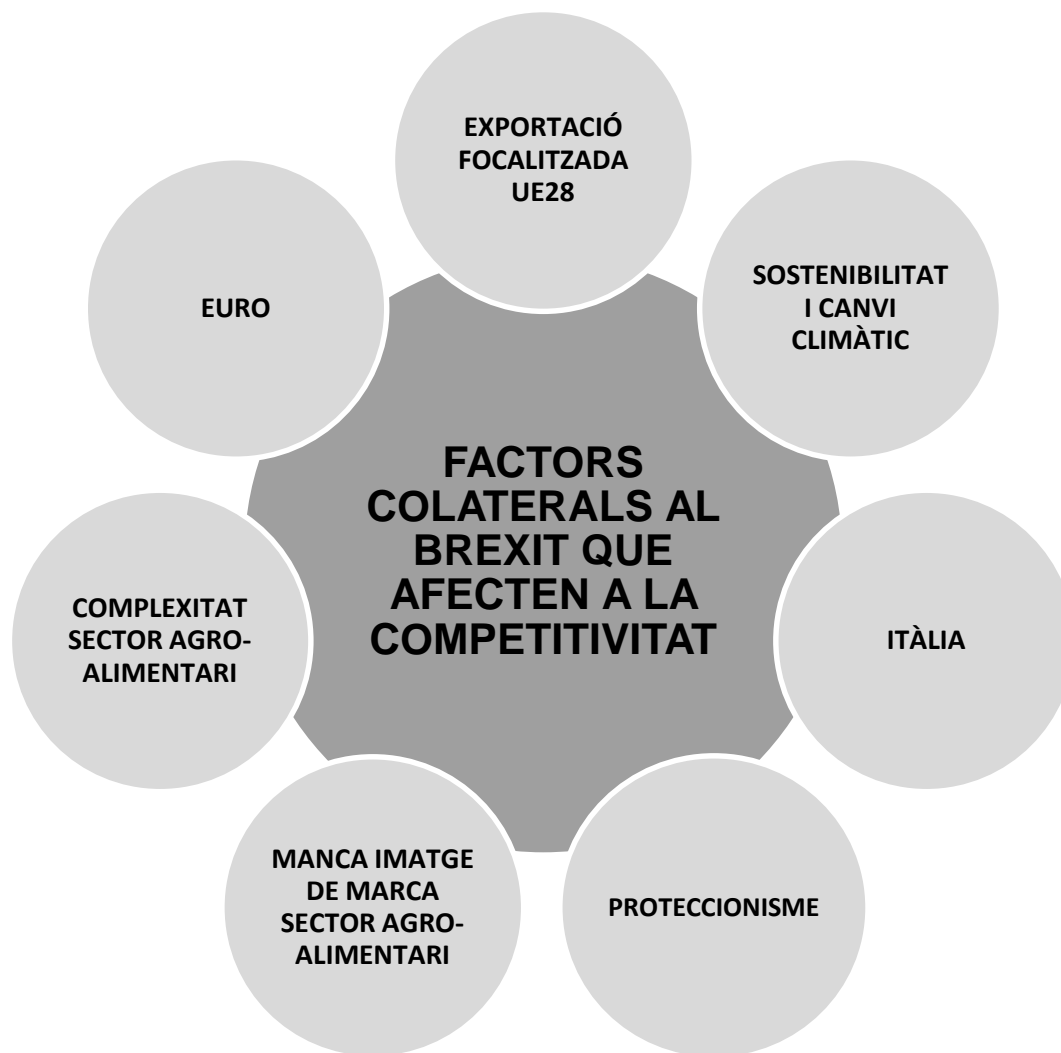 EXPORTACIÓ
FOCALITZADA
UE28
SOSTENIBILITAT
I CANVI
CLIMÀTIC
ITÀLIA
PROTECCIONISME
MANCA IMATGE
DE MARCA
SECTOR AGRO-
ALIMENTARI
COMPLEXITAT
SECTOR AGRO-
ALIMENTARI
EURO
FACTORS
COLATERALS AL
BREXIT QUE
AFECTEN A LA
COMPETITIVITAT